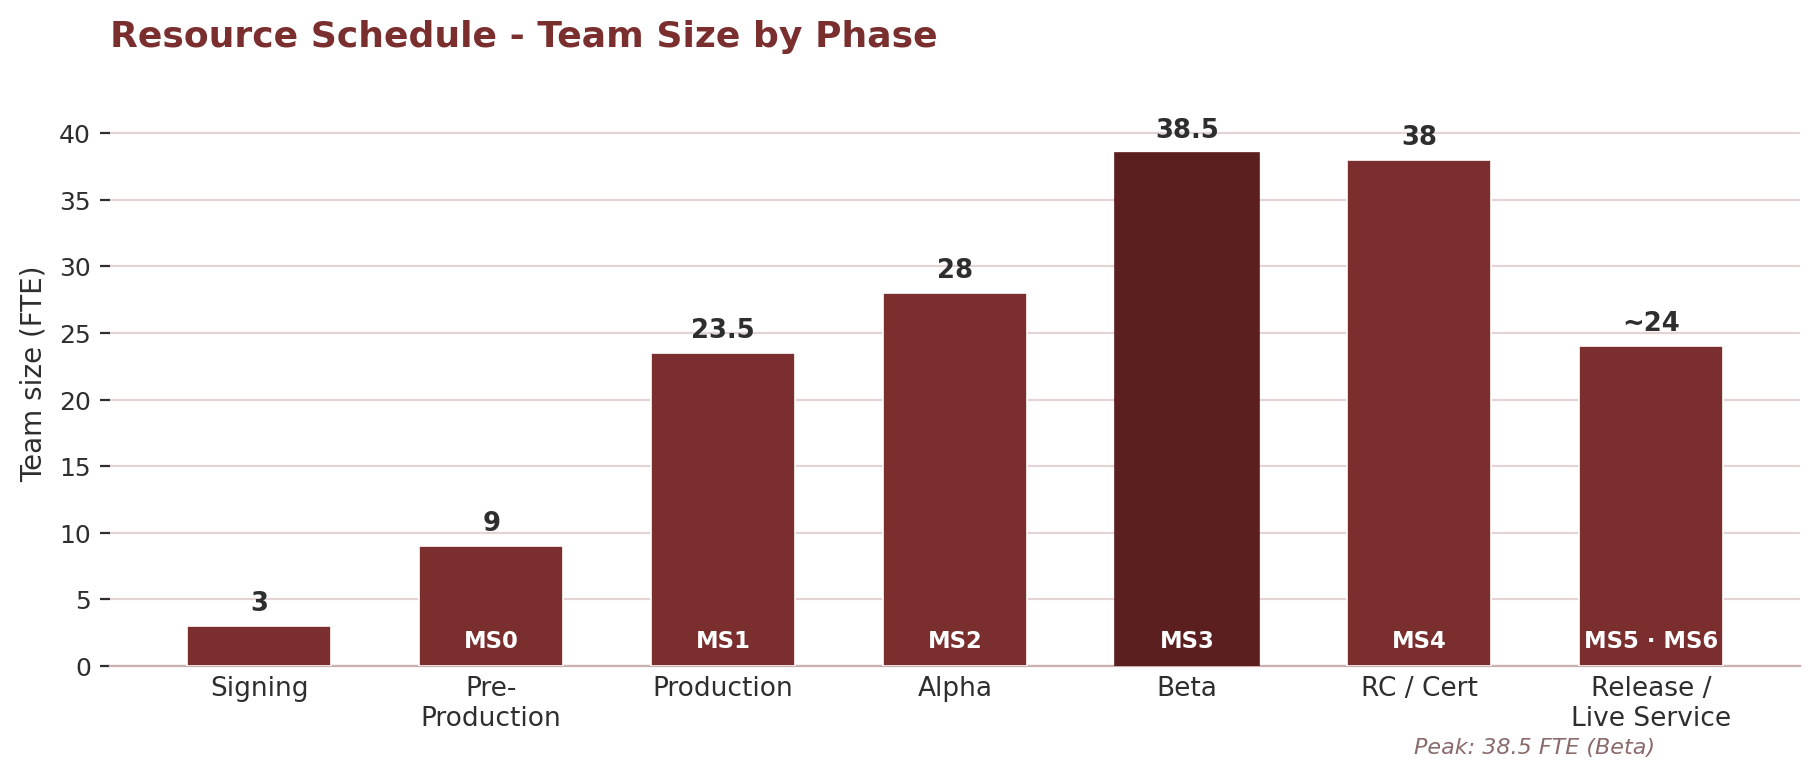 Resource Schedule - Team Size by Phase
Team size (FTE)
40
35
30
25
20
15
10
5
0
3
9
23.5
28
38.5
38
~24
MS0
MS1
MS2
MS3
MS4
MS5 · MS6
Signing
Pre-
Production
Production
Alpha
Beta
RC / Cert
Release /
Live Service
Peak: 38.5 FTE (Beta)